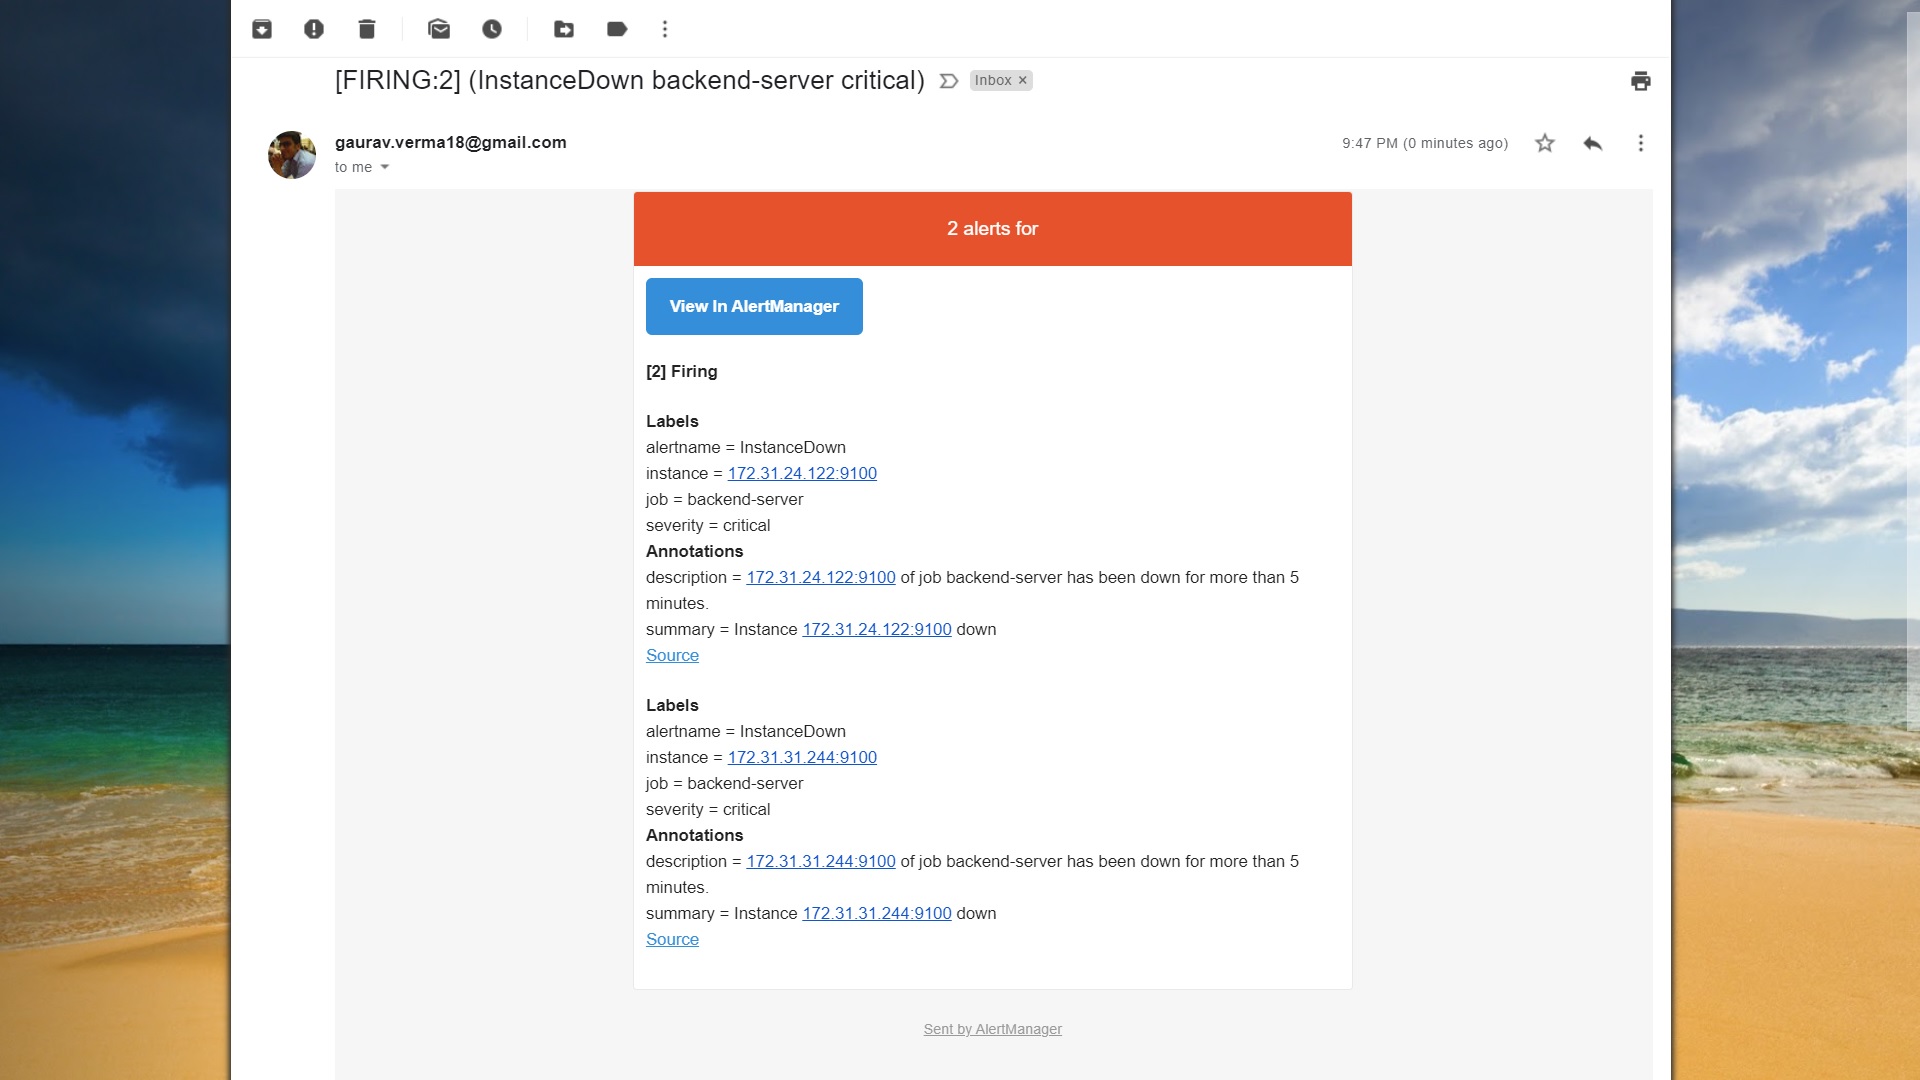 [FIRING:2] (InstanceDown backend-server critical) Inbox ×
gaurav.verma18@gmail.com
9:47 PM (0 minutes ago)
to me
2 alerts for
View In AlertManager
[2] Firing
Labels
alertname = InstanceDown
instance = 172.31.24.122:9100
job = backend-server
severity = critical
Annotations
description = 172.31.24.122:9100 of job backend-server has been down for more than 5
minutes.
summary = Instance 172.31.24.122:9100 down
Source
Labels
alertname = InstanceDown
instance = 172.31.31.244:9100
job = backend-server
severity = critical
Annotations
description = 172.31.31.244:9100 of job backend-server has been down for more than 5
minutes.
summary = Instance 172.31.31.244:9100 down
Source
Sent by AlertManager